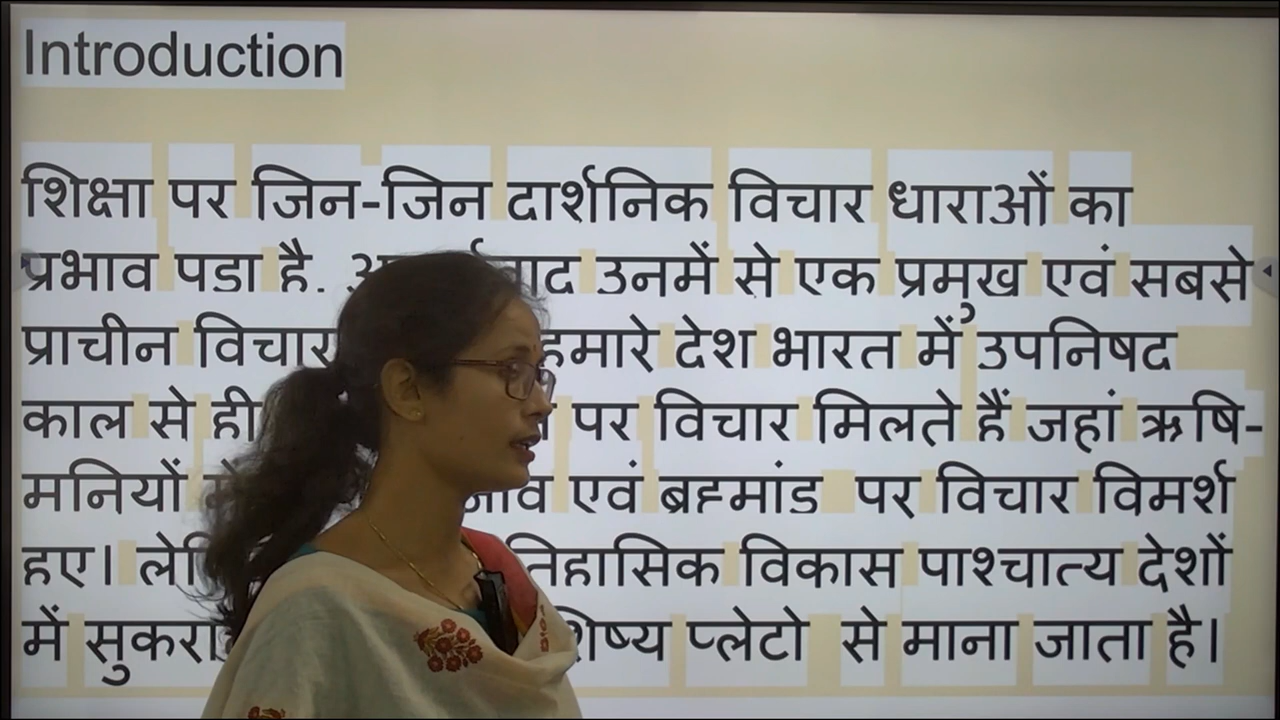 Introduction
शिक्षा पर जिन-जिन दार्शनिक विचार धाराओं का
प्रभाव पडा है. उनमें से एक प्रमुख एवं सबसे
प्राचीन विचार हमारे देश भारत में उपनिषद
काल से ही पर विचार मिलते हैं जहां ऋषि-
मनियों एवं ब्रह्मांड पर विचार विमर्श
हुए। विकास पाश्चात्य देशों
में प्लेटो से माना जाता है।